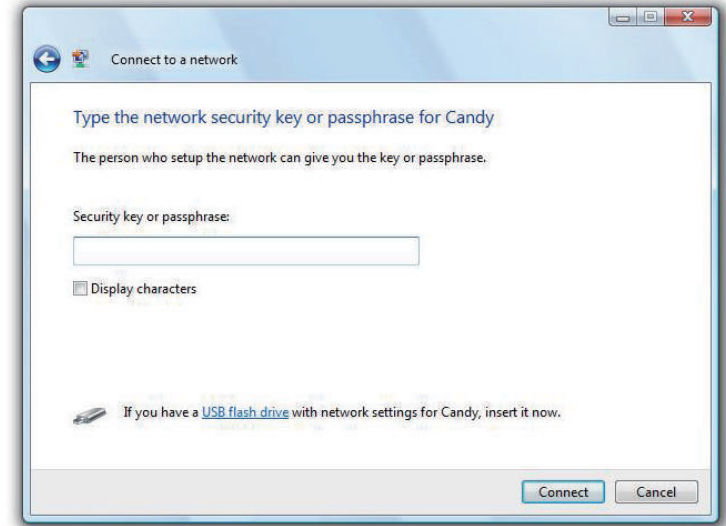 Connect to a network
Type the network security key or passphrase for Candy
The person who setup the network can give you the key or passphrase.
Security key or passphrase:
Display characters
If you have a USB flash drive with network settings for Candy, insert it now.
Connect Cancel